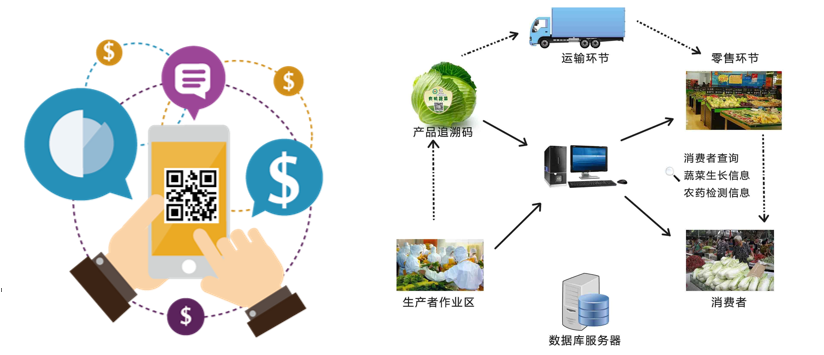 $
$
$
$
运输环节
零售环节
产品追溯码
消费者查询
蔬菜生长信息
农药检测信息
生产者作业区
消费者
数据库服务器